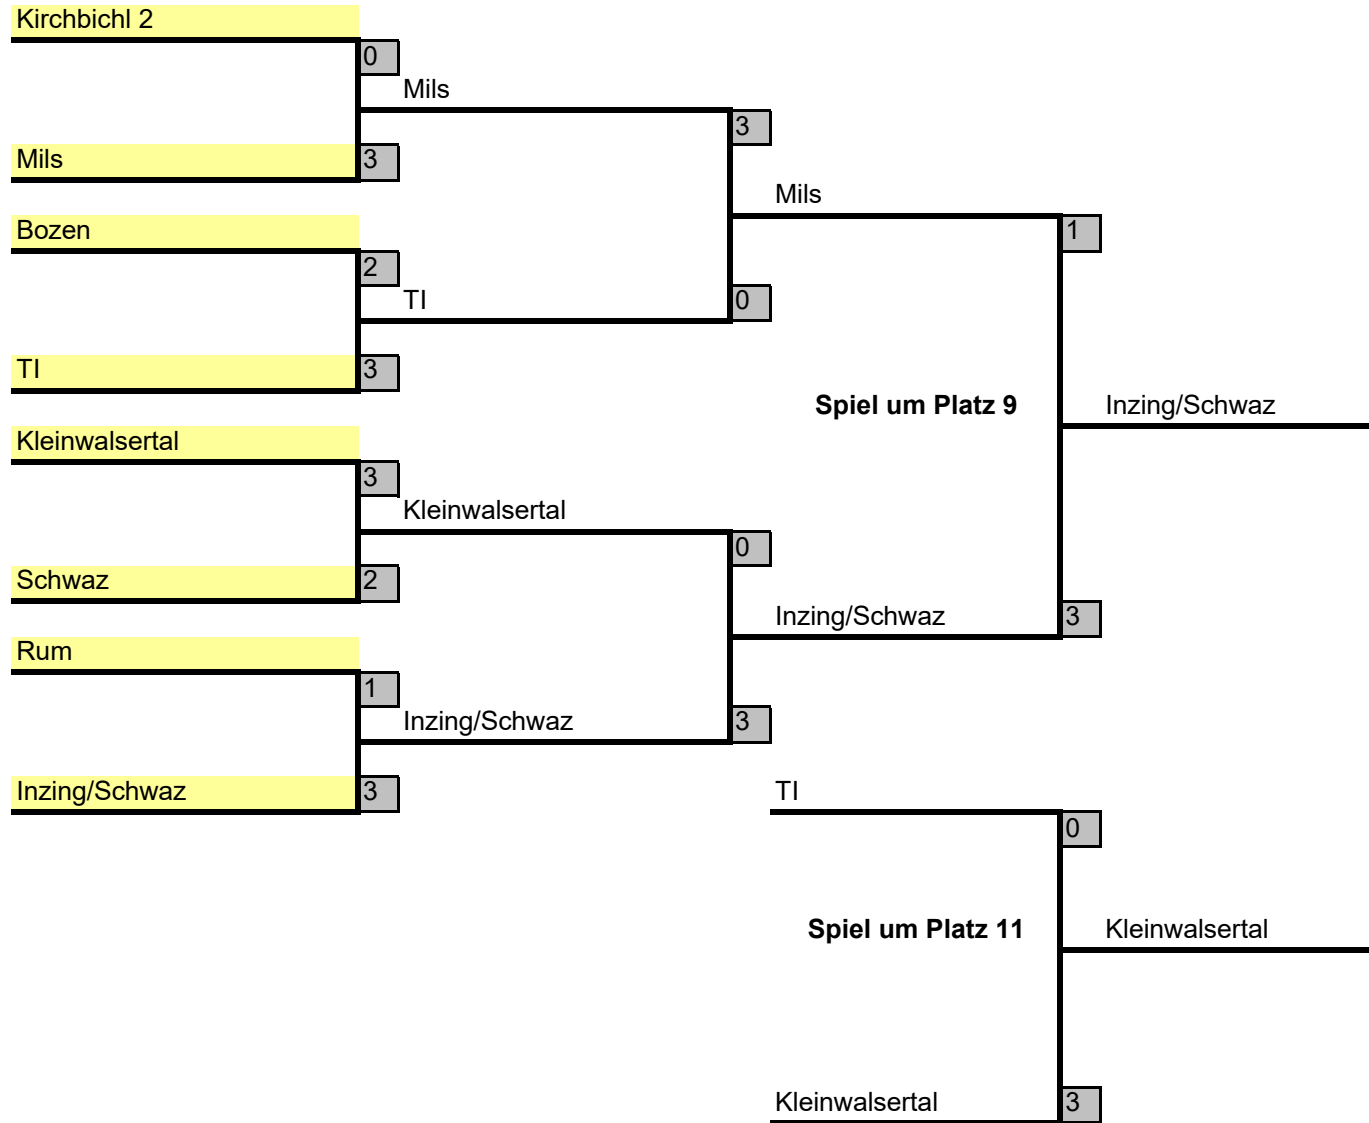 Kirchbichl 2
0
Mils
3
Mils
3
Mils
Bozen
1
2
TI
0
TI
3
Spiel um Platz 9
Inzing/Schwaz
Kleinwalsertal
3
Kleinwalsertal
0
Schwaz
2
Inzing/Schwaz
3
Rum
1
Inzing/Schwaz
3
Inzing/Schwaz
3
TI
0
Spiel um Platz 11
Kleinwalsertal
Kleinwalsertal
3